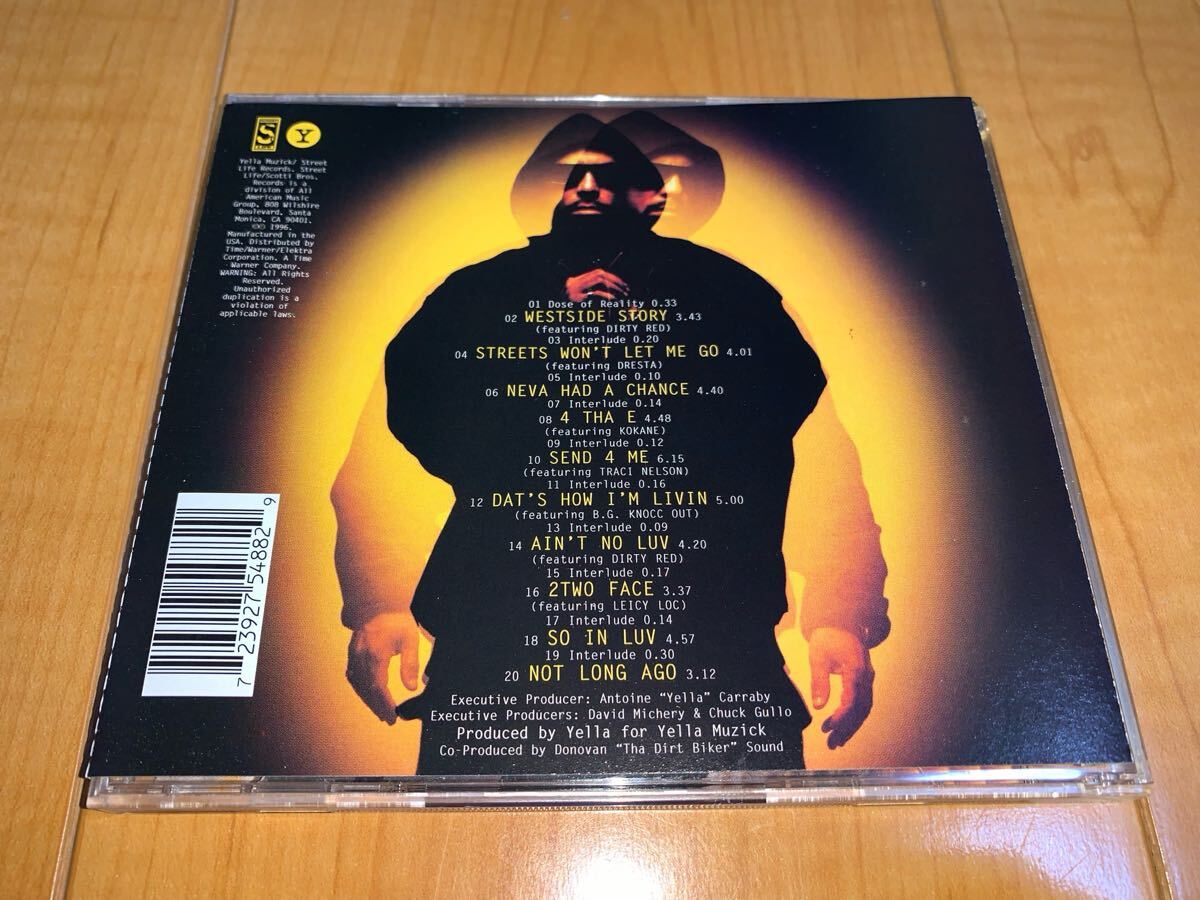 S.
Y
Yella Muzick/ Street
Life Records. Street
Life/Scotti Bros.
Records is a
division of All
American Music
Group, 808 Wilshire
Boulevard, Santa
Monica, CA 90401.
©℗ 1996.
Manufactured in the
USA. Distributed by
Time/Warner/Elektra
Corporation. A Time
Warner Company.
WARNING: All Rights
Reserved.
Unauthorized
duplication is a
violation of
applicable laws.
01 Dose of Reality 0.33
02 WESTSIDE STORY 3.43
(featuring DIRTY RED)
03 Interlude 0.20
04 STREETS WON'T LET ME GO 4.01
(featuring DRESTA)
05 Interlude 0.10
06 NEVA HAD A CHANCE 4.40
07 Interlude 0.14
08 4 THA E 4.48
(featuring KOKANE)
09 Interlude 0.12
10 SEND 4 ME 6.15
(featuring TRACI NELSON)
11 Interlude 0.16
12 DAT'S HOW I'M LIVIN 5.00
(featuring B.G. KNOCC OUT)
13 Interlude 0.09
14 AIN'T NO LUV 4.20
(featuring DIRTY RED)
15 Interlude 0.17
16 2TWO FACE 3.37
(featuring LEICY LOC)
17 Interlude 0.14
18 SO IN LUV 4.57
19 Interlude 0.30
20 NOT LONG AGO 3.12
Executive Producer: Antoine "Yella" Carraby
Executive Producers: David Michery & Chuck Gullo
Produced by Yella for Yella Muzick
Co-Produced by Donovan "Tha Dirt Biker" Sound
7 23927 54882 9